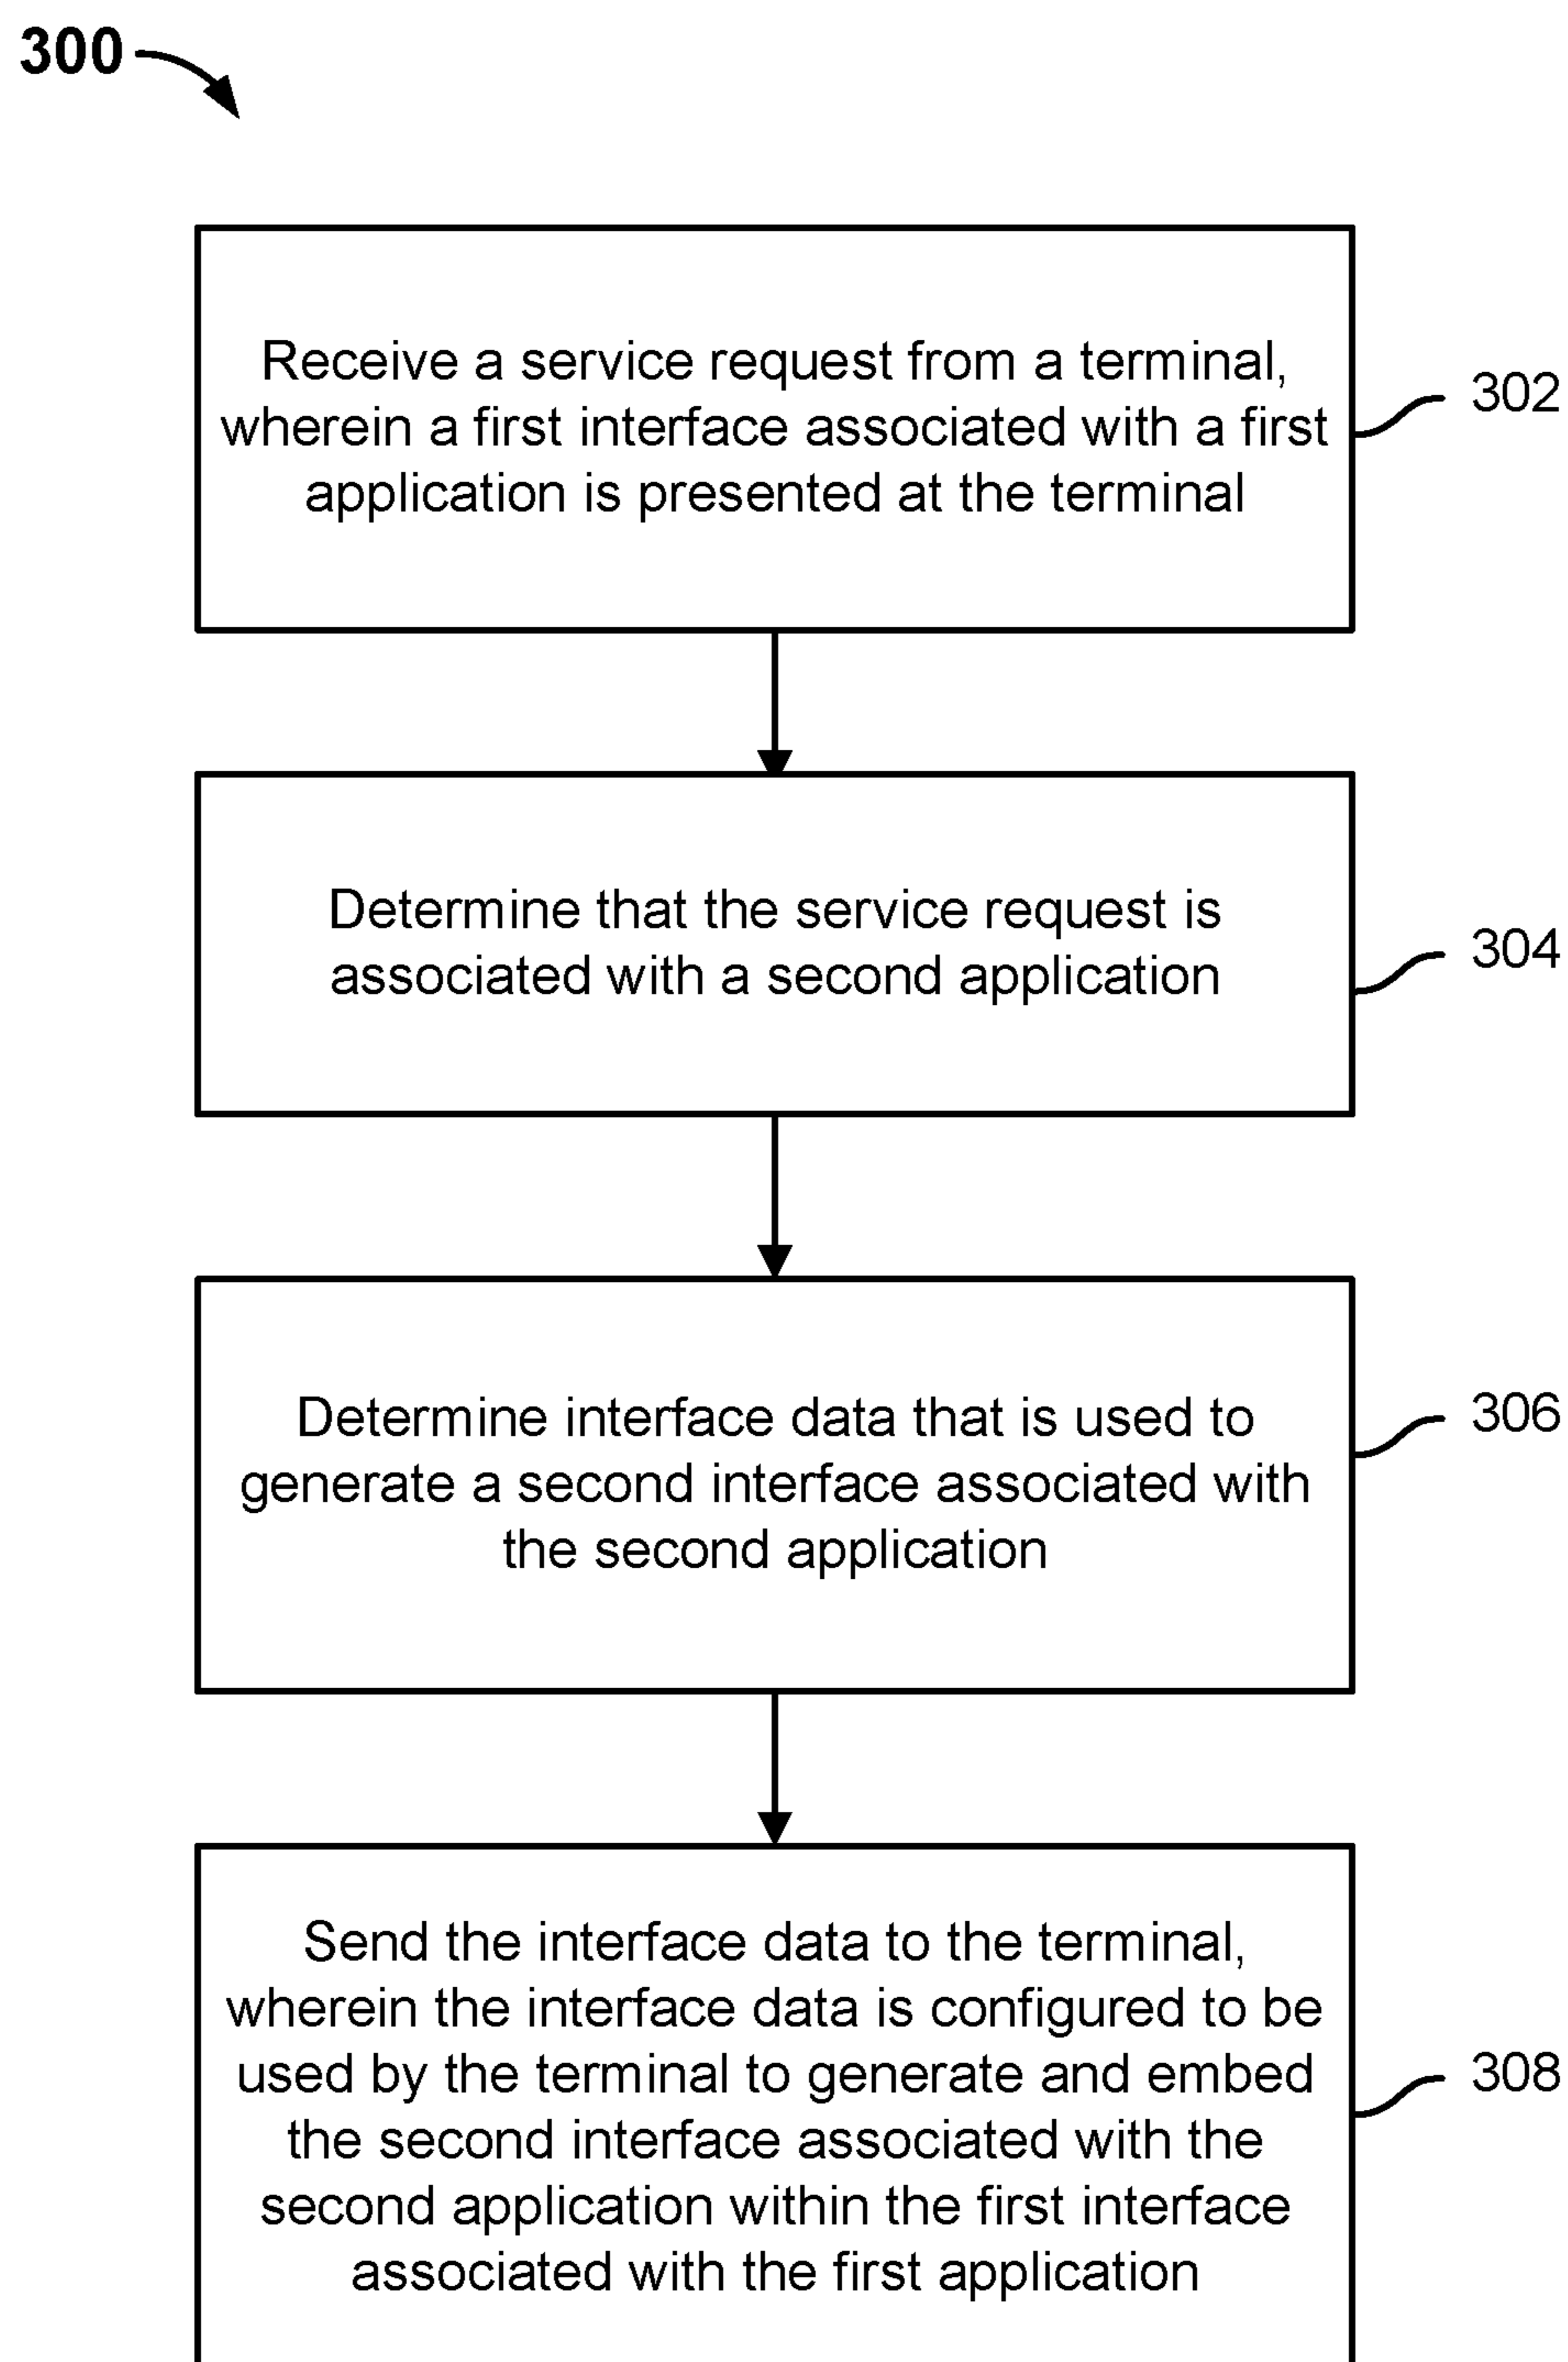 300
Receive a service request from a terminal,
wherein a first interface associated with a first
application is presented at the terminal
302
Determine that the service request is
associated with a second application
304
Determine interface data that is used to
generate a second interface associated with
the second application
306
Send the interface data to the terminal,
wherein the interface data is configured to be
used by the terminal to generate and embed
the second interface associated with the
second application within the first interface
associated with the first application
308